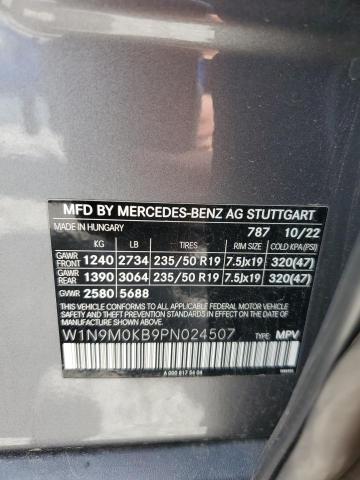 MFD BY MERCEDES-BENZ AG STUTTGART
MADE IN HUNGARY 787 10/22
KG LB TIRES RIM SIZE COLD KPA(PSI)
GAWR FRONT 1240 2734 235/50 R19 7.5Jx19 320(47)
GAWR REAR 1390 3064 235/50 R19 7.5Jx19 320(47)
GVWR 2580 5688
THIS VEHICLE CONFORMS TO ALL APPLICABLE U.S. FEDERAL MOTOR VEHICLE SAFETY AND THEFT PREVENTION STANDARDS IN EFFECT ON THE DATE OF MANUFACTURE SHOWN ABOVE.
W1N9M0KB9PN024507 TYPE: MPV